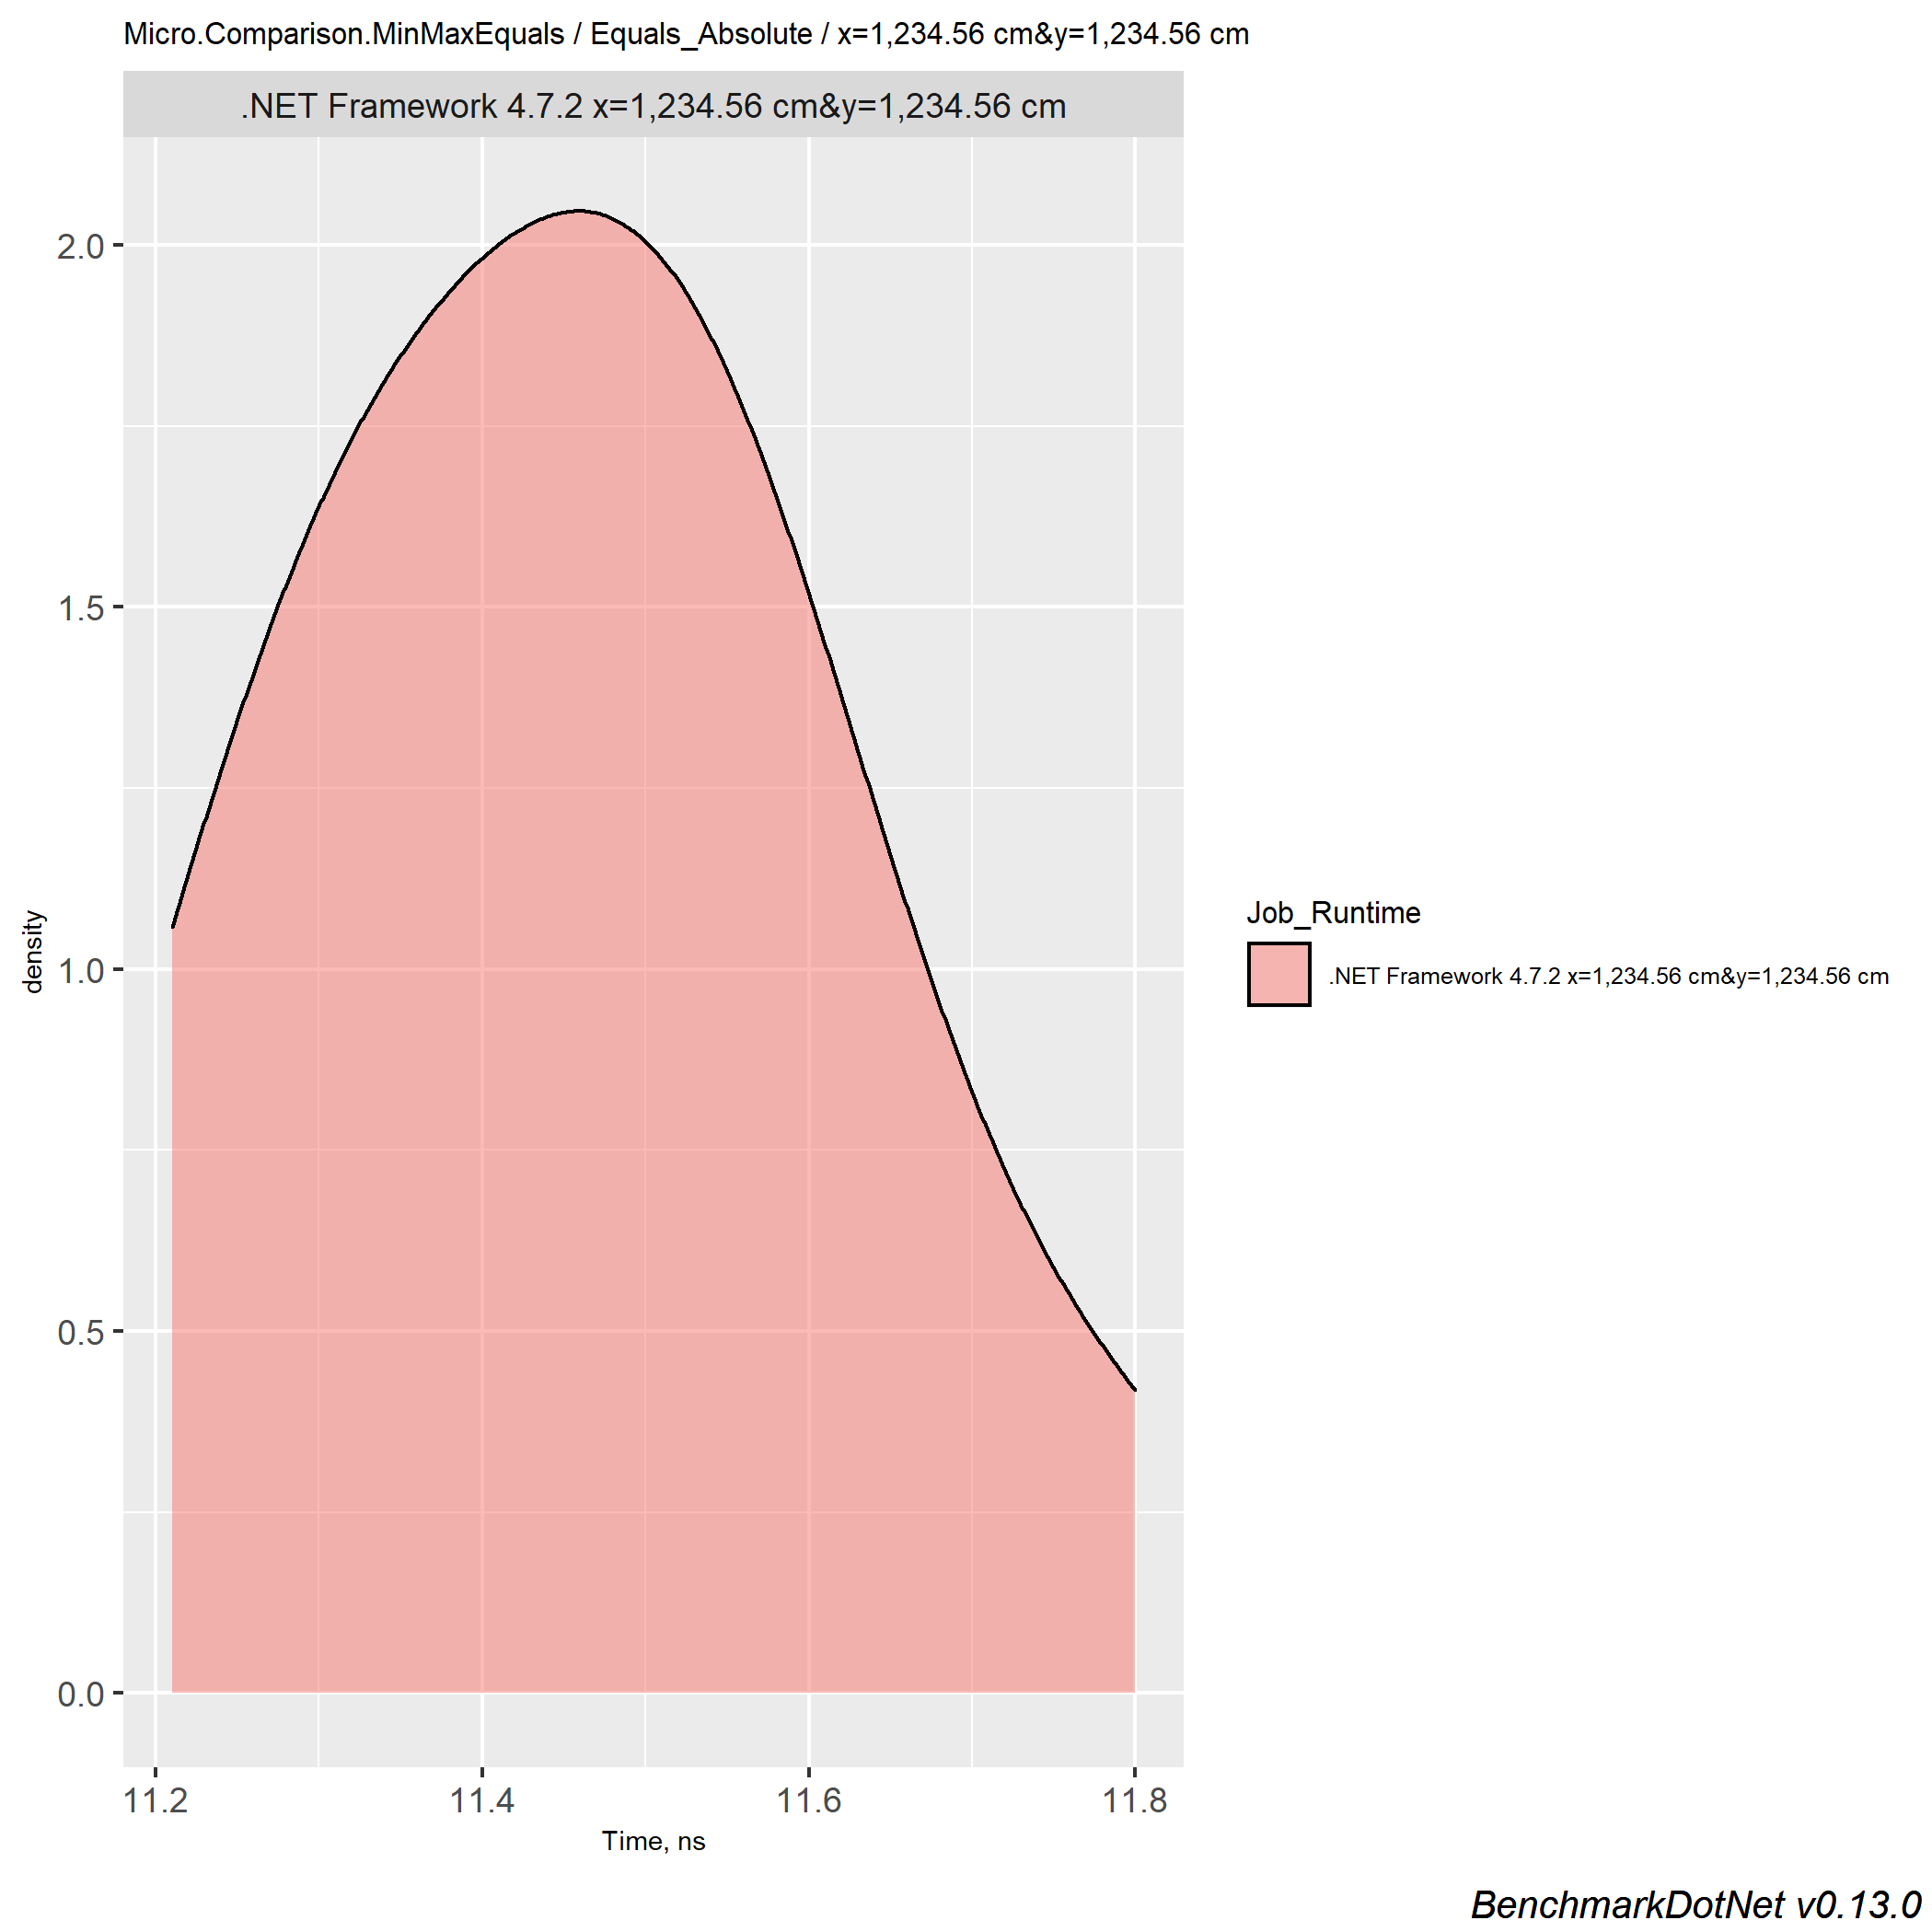 Micro.Comparison.MinMaxEquals / Equals_Absolute / x=1,234.56 cm&y=1,234.56 cm
.NET Framework 4.7.2 x=1,234.56 cm&y=1,234.56 cm
2.0
1.5
1.0
0.5
0.0
density
11.2 11.4 11.6 11.8
Time, ns
Job_Runtime
.NET Framework 4.7.2 x=1,234.56 cm&y=1,234.56 cm
BenchmarkDotNet v0.13.0